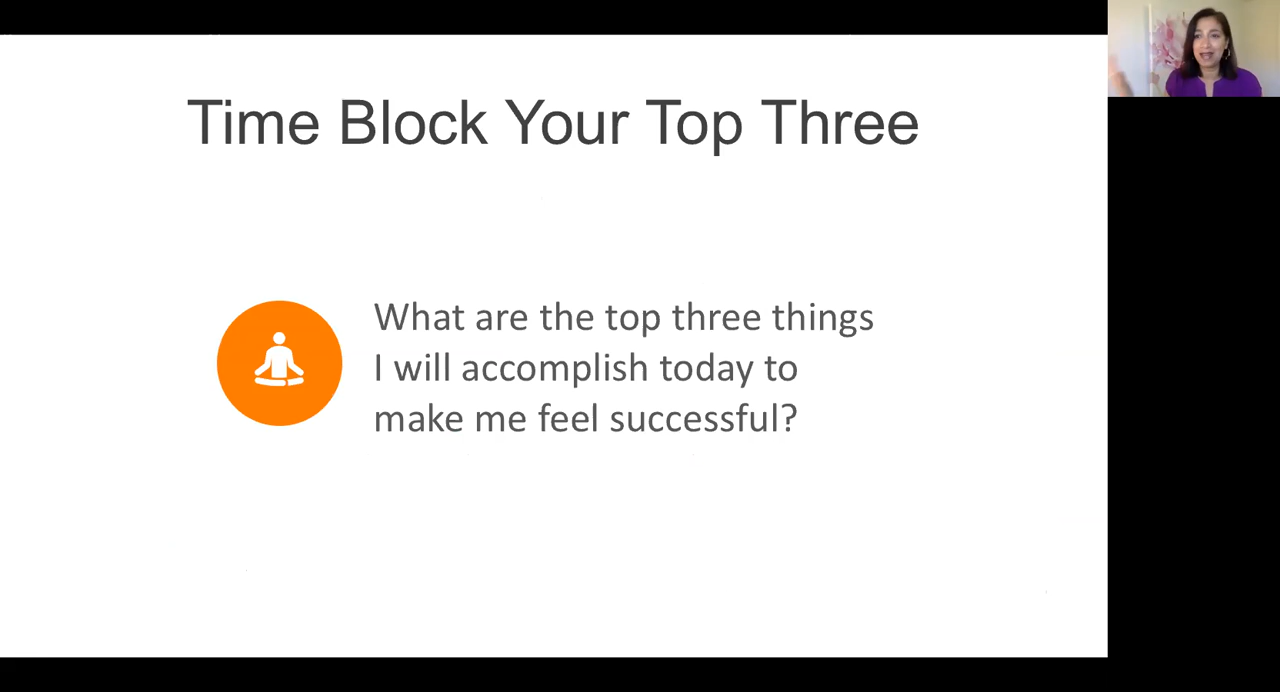 Time Block Your Top Three
What are the top three things
I will accomplish today to
make me feel successful?